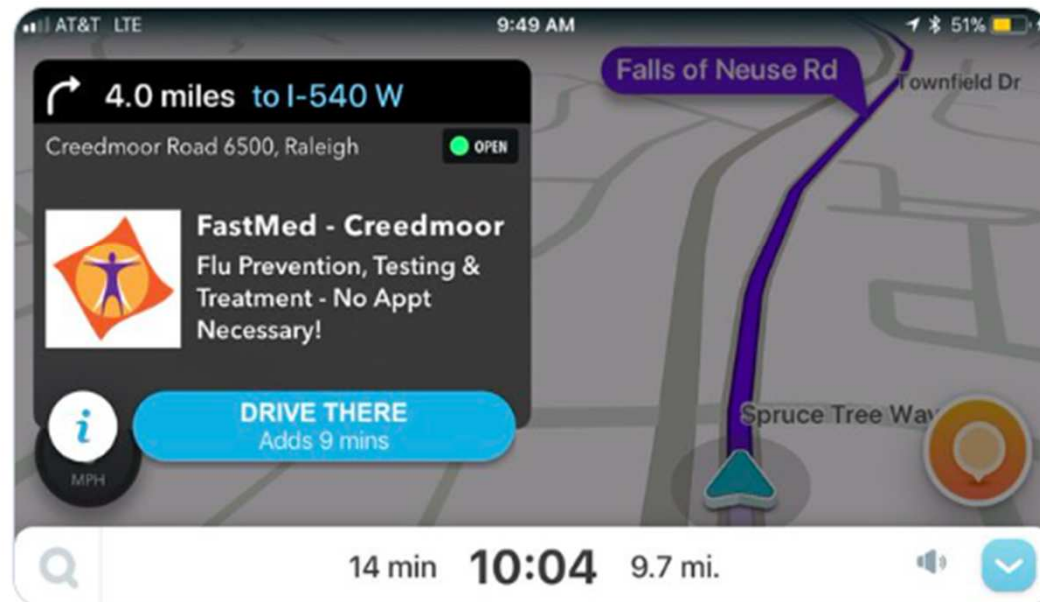 AT&T LTE 9:49 AM 51%
4.0 miles to I-540 W
Falls of Neuse Rd
Townfield Dr
Creedmoor Road 6500, Raleigh
OPEN
FastMed - Creedmoor
Flu Prevention, Testing &
Treatment - No Appt
Necessary!
i
DRIVE THERE
Adds 9 mins
Spruce Tree Way
MPH
14 min 10:04 9.7 mi.